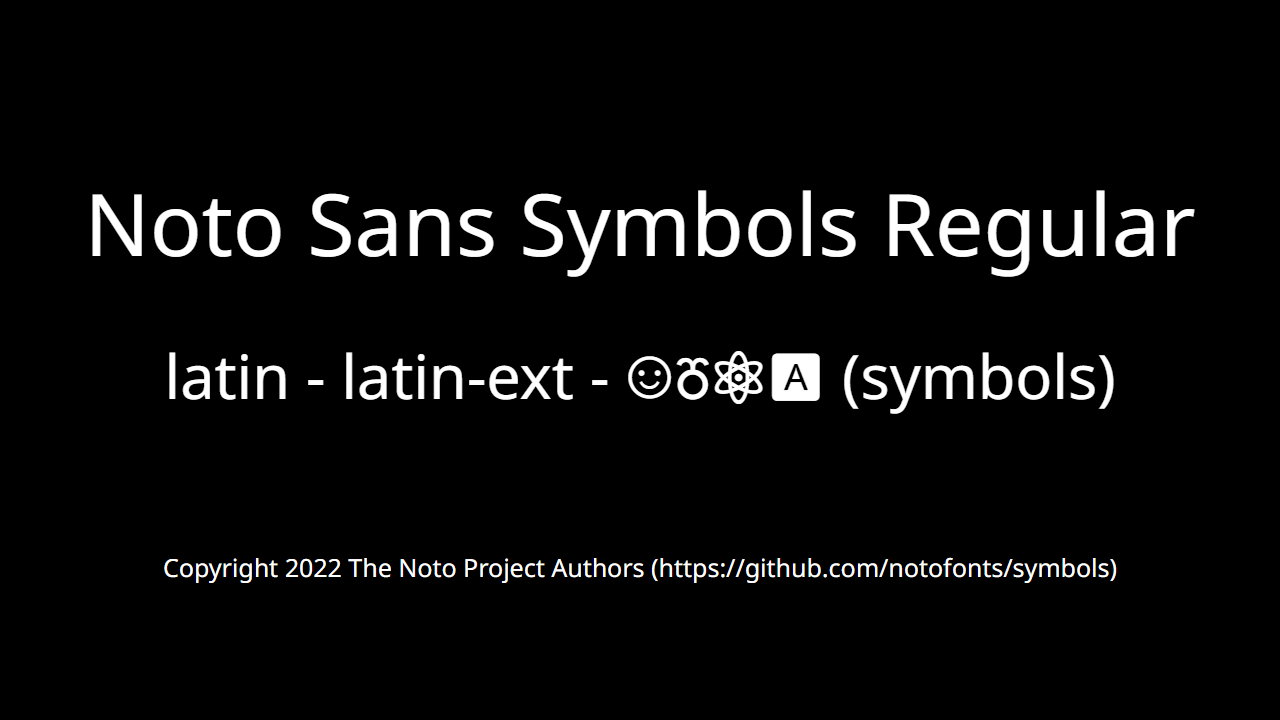 Noto Sans Symbols Regular
latin - latin-ext - ☺⛣⚛🅰 (symbols)
Copyright 2022 The Noto Project Authors (https://github.com/notofonts/symbols)